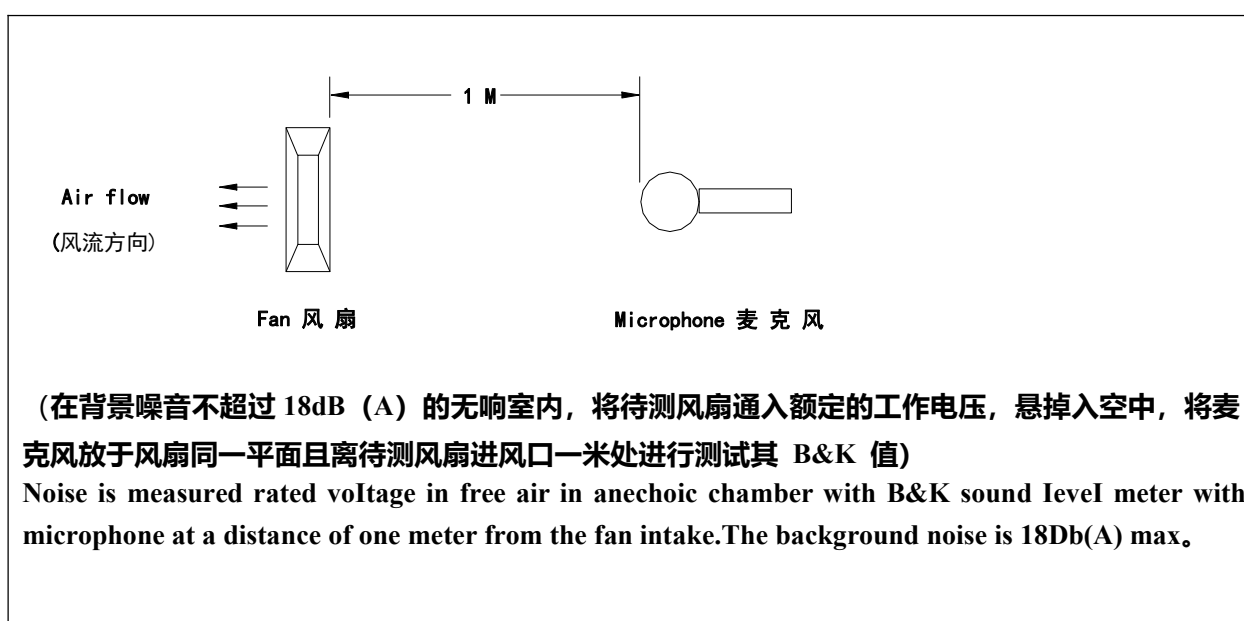 1 M
Air flow
(风流方向)
Fan 风 扇
Microphone 麦 克 风
（在背景噪音不超过 18dB（A）的无响室内，将待测风扇通入额定的工作电压，悬掉入空中，将麦
克风放于风扇同一平面且离待测风扇进风口一米处进行测试其 B&K 值)
Noise is measured rated voItage in free air in anechoic chamber with B&K sound IeveI meter with
microphone at a distance of one meter from the fan intake.The background noise is 18Db(A) max。